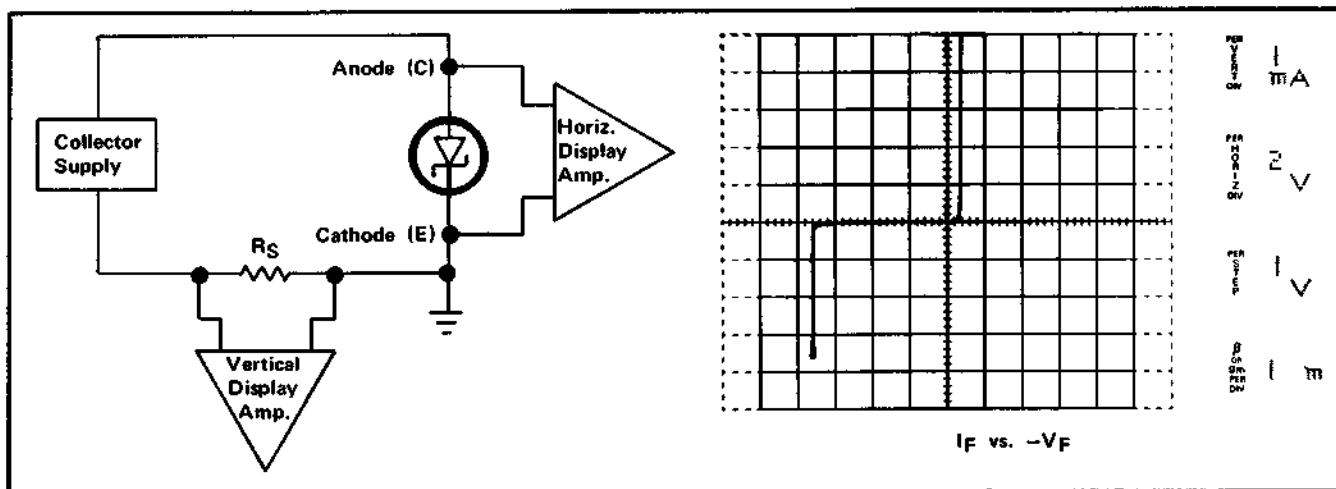 Anode (C)
Collector
Supply
Horiz.
Display
Amp.
Cathode (E)
RS
Vertical
Display
Amp.
PER
VERT
DIV
1
mA
PER
HORIZ
DIV
2
V
PER
STEP
1
V
β
OR
gm
PER
DIV
1 m
IF vs. -VF